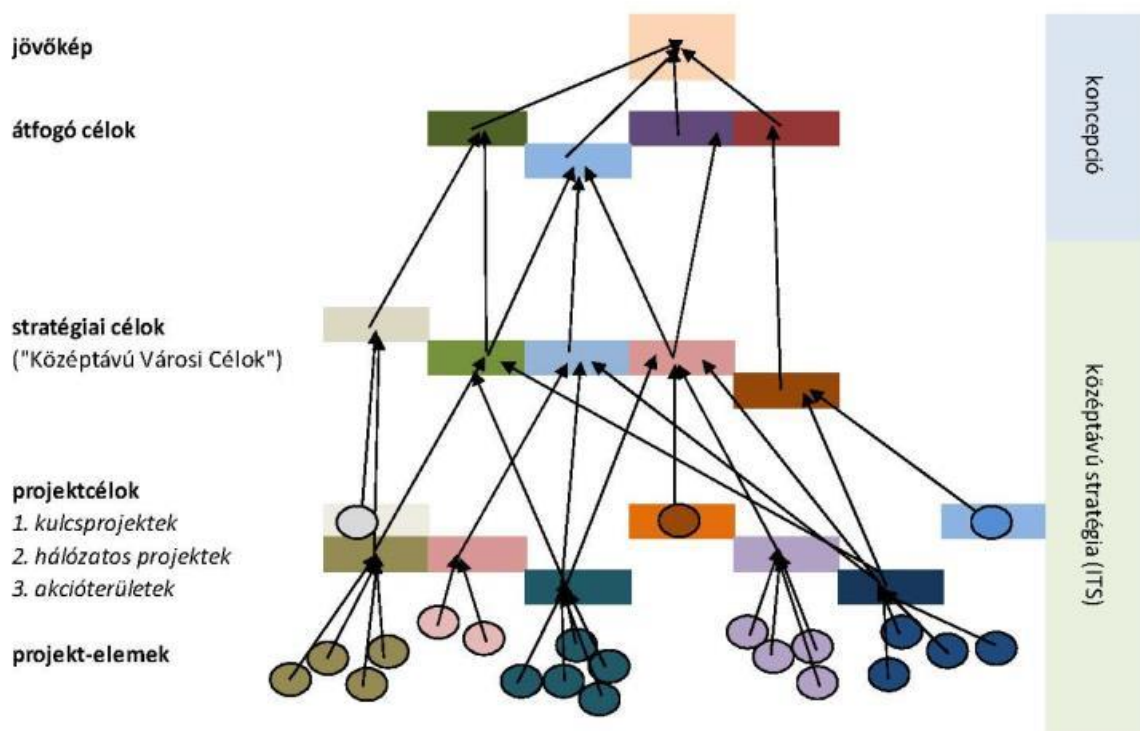 jövőkép
átfogó célok
stratégiai célok
("Középtávú Városi Célok")
projektcélok
1. kulcsprojektek
2. hálózatos projektek
3. akcióterületek
projekt-elemek
koncepció
középtávú stratégia (ITS)